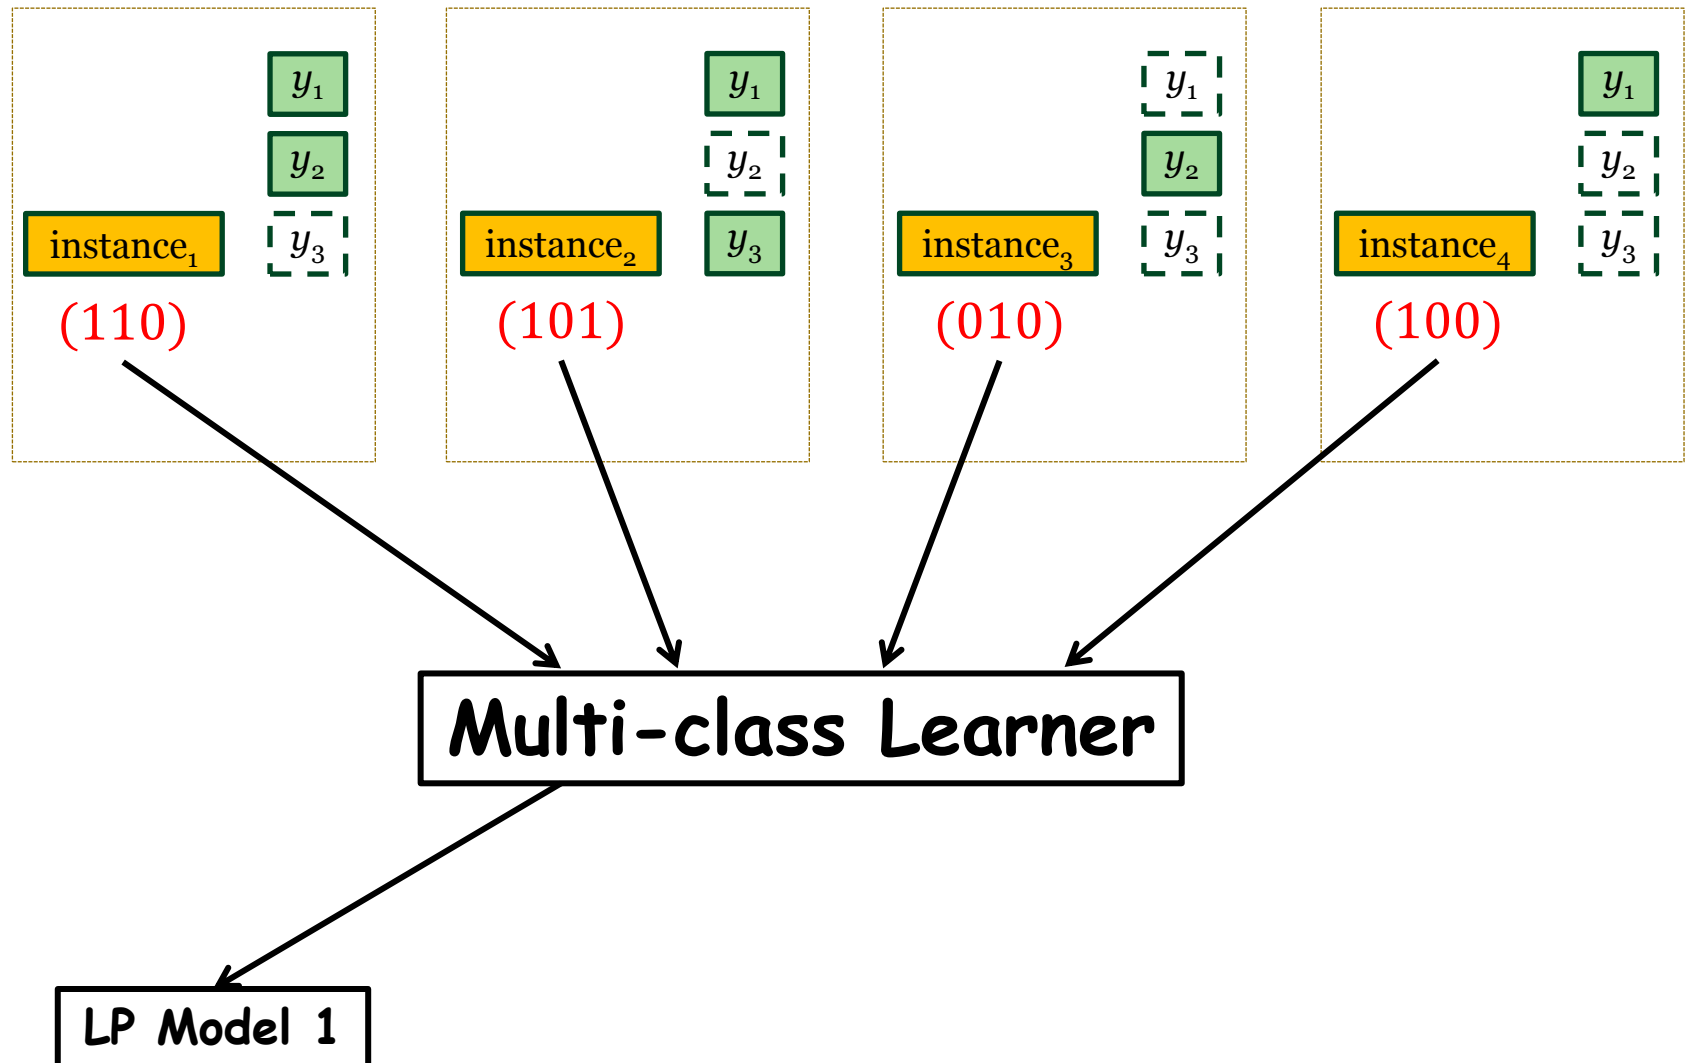 y₁
y₂
instance₁ y₃
(110)
y₁
y₂
instance₂ y₃
(101)
y₁
y₂
instance₃ y₃
(010)
y₁
y₂
instance₄ y₃
(100)
Multi-class Learner
LP Model 1